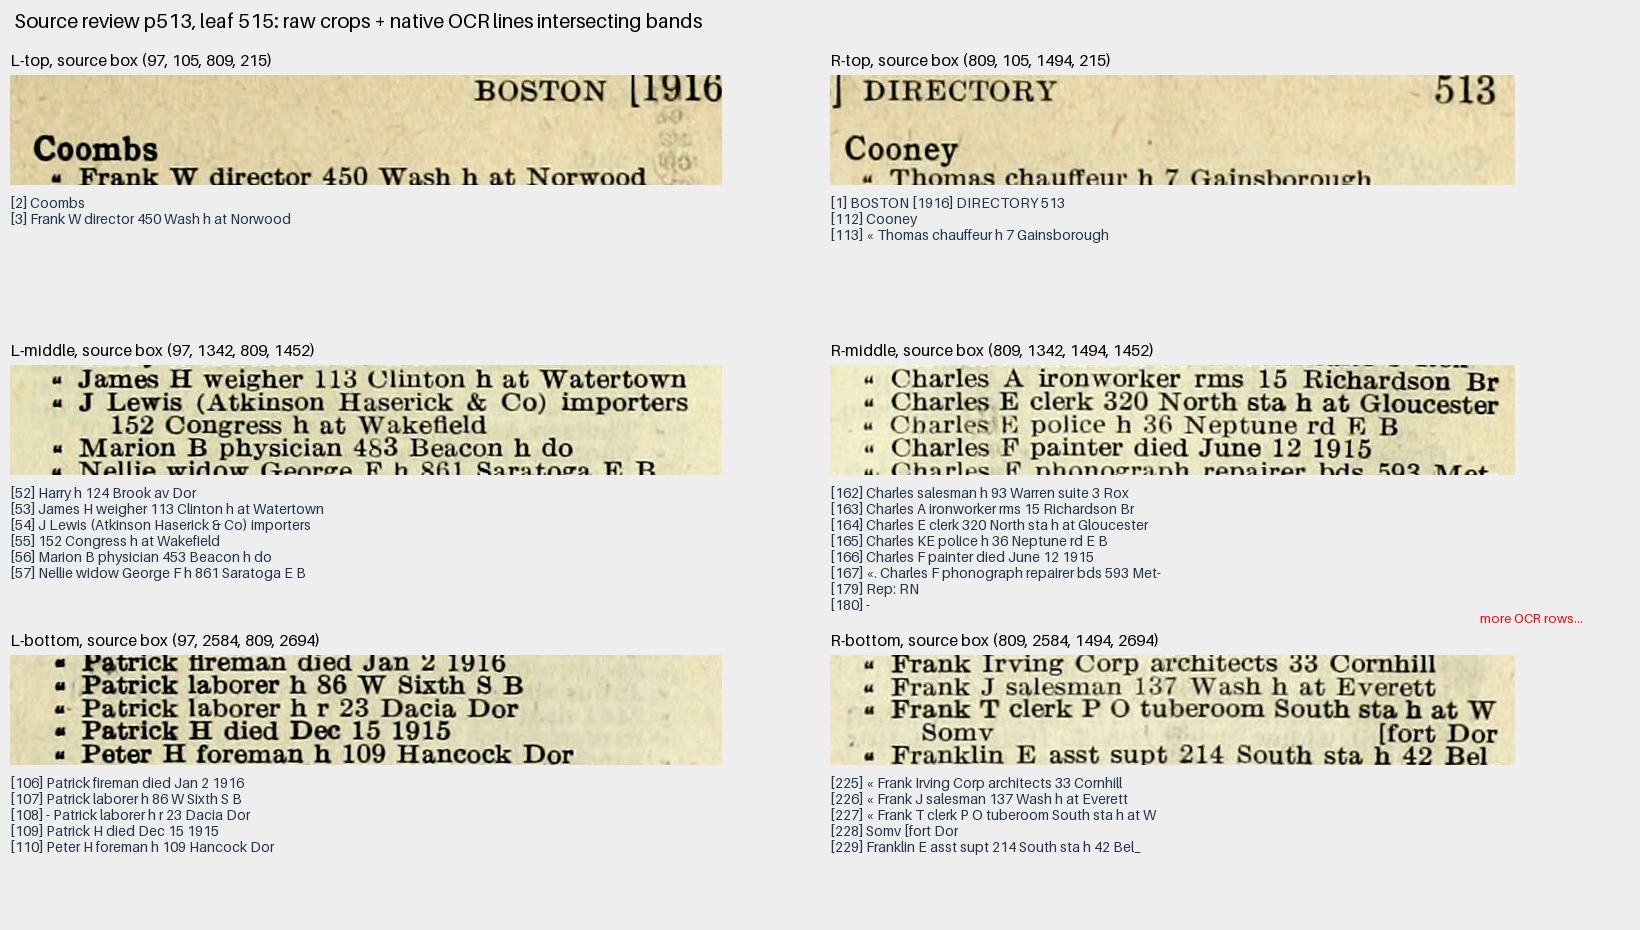 Source review p513, leaf 515: raw crops + native OCR lines intersecting bands
L-top, source box (97, 105, 809, 215)
BOSTON [1916
Coombs
" Frank W director 450 Wash h at Norwood
[2] Coombs
[3] Frank W director 450 Wash h at Norwood
R-top, source box (809, 105, 1494, 215)
] DIRECTORY 513
Cooney
" Thomas chauffeur h 7 Gainsborough
[1] BOSTON [1916] DIRECTORY 513
[112] Cooney
[113] « Thomas chauffeur h 7 Gainsborough
L-middle, source box (97, 1342, 809, 1452)
" James H weigher 113 Clinton h at Watertown
" J Lewis (Atkinson Haserick & Co) importers
152 Congress h at Wakefield
" Marion B physician 483 Beacon h do
" Nellie widow George F h 861 Saratoga E B
[52] Harry h 124 Brook av Dor
[53] James H weigher 113 Clinton h at Watertown
[54] J Lewis (Atkinson Haserick & Co) importers
[55] 152 Congress h at Wakefield
[56] Marion B physician 453 Beacon h do
[57] Nellie widow George F h 861 Saratoga E B
R-middle, source box (809, 1342, 1494, 1452)
" Charles A ironworker rms 15 Richardson Br
" Charles E clerk 320 North sta h at Gloucester
" Charles E police h 36 Neptune rd E B
" Charles F painter died June 12 1915
" Charles F phonograph repairer bds 593 Met-
[162] Charles salesman h 93 Warren suite 3 Rox
[163] Charles A ironworker rms 15 Richardson Br
[164] Charles E clerk 320 North sta h at Gloucester
[165] Charles KE police h 36 Neptune rd E B
[166] Charles F painter died June 12 1915
[167] «. Charles F phonograph repairer bds 593 Met-
[179] Rep: RN
[180] -
more OCR rows...
L-bottom, source box (97, 2584, 809, 2694)
" Patrick fireman died Jan 2 1916
" Patrick laborer h 86 W Sixth S B
" Patrick laborer h r 23 Dacia Dor
" Patrick H died Dec 15 1915
" Peter H foreman h 109 Hancock Dor
[106] Patrick fireman died Jan 2 1916
[107] Patrick laborer h 86 W Sixth S B
[108] - Patrick laborer h r 23 Dacia Dor
[109] Patrick H died Dec 15 1915
[110] Peter H foreman h 109 Hancock Dor
R-bottom, source box (809, 2584, 1494, 2694)
" Frank Irving Corp architects 33 Cornhill
" Frank J salesman 137 Wash h at Everett
" Frank T clerk P O tuberoom South sta h at W
Somv [fort Dor
" Franklin E asst supt 214 South sta h 42 Bel
[225] « Frank Irving Corp architects 33 Cornhill
[226] « Frank J salesman 137 Wash h at Everett
[227] « Frank T clerk P O tuberoom South sta h at W
[228] Somv [fort Dor
[229] Franklin E asst supt 214 South sta h 42 Bel_